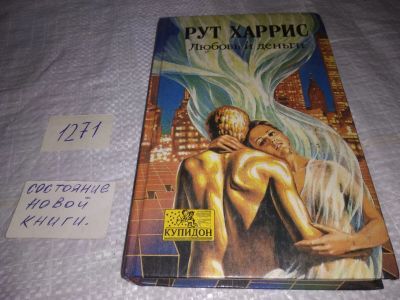 РУТ ХАРРИС
Любовь и деньги
КУПИДОН
1271
СОСТОЯНИЕ
НОВОЙ
КНИГИ.